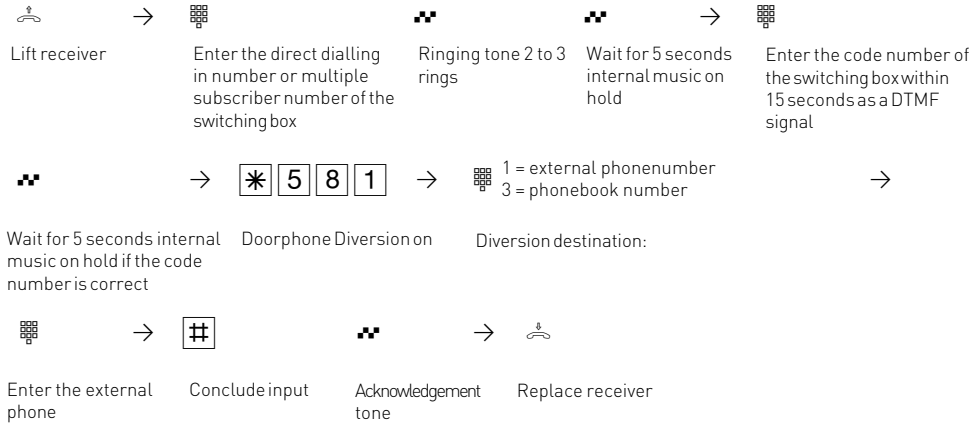 Lift receiver
Enter the direct dialling
in number or multiple
subscriber number of the
switching box
Ringing tone 2 to 3
rings
Wait for 5 seconds
internal music on
hold
Enter the code number of
the switching box within
15 seconds as a DTMF
signal
* 5 8 1
1 = external phonenumber
3 = phonebook number
Wait for 5 seconds internal
music on hold if the code
number is correct
Doorphone Diversion on
Diversion destination:
#
Enter the external
phone
Conclude input
Acknowledgement
tone
Replace receiver